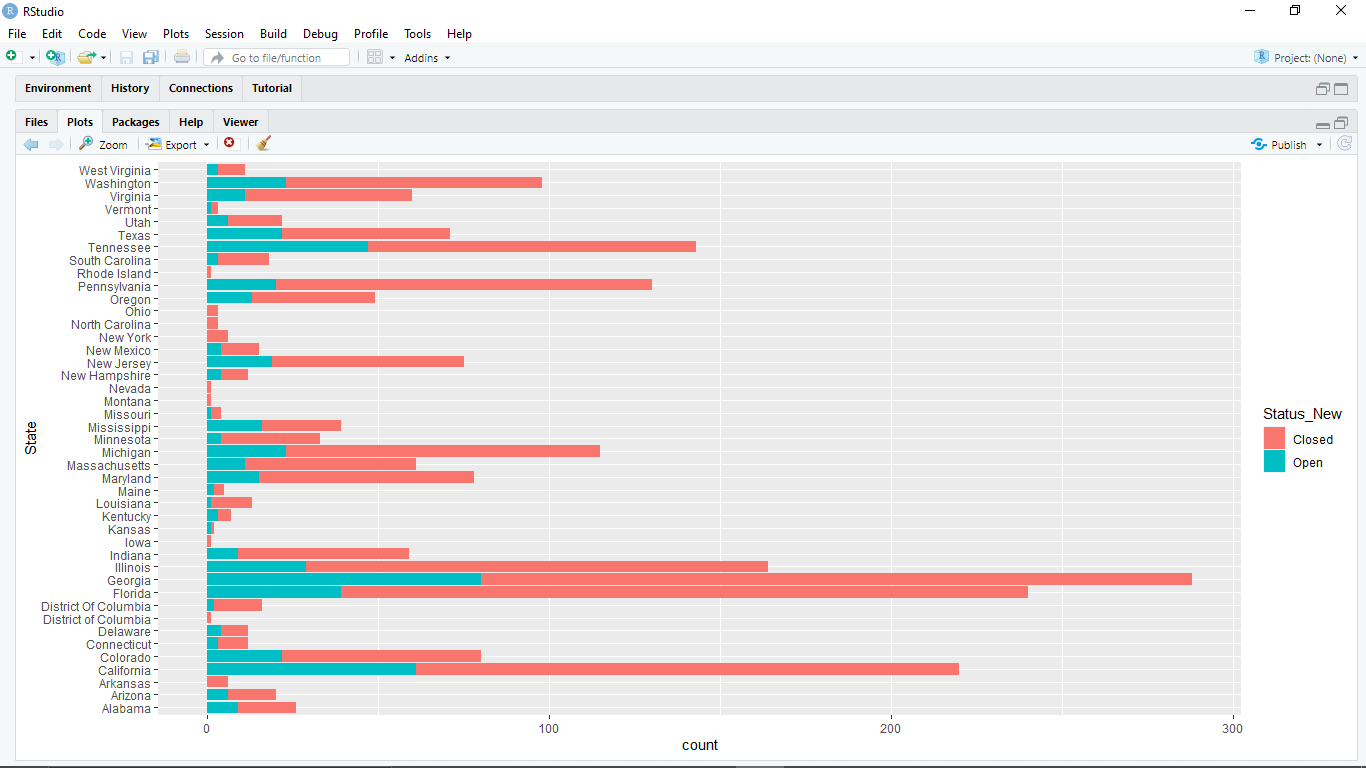 RStudio
File Edit Code View Plots Session Build Debug Profile Tools Help
Go to file/function Addins Project: (None)
Environment History Connections Tutorial
Files Plots Packages Help Viewer
Zoom Export Publish
West Virginia
Washington
Virginia
Vermont
Utah
Texas
Tennessee
South Carolina
Rhode Island
Pennsylvania
Oregon
Ohio
North Carolina
New York
New Mexico
New Jersey
New Hampshire
Nevada
Montana
Missouri
Mississippi
Minnesota
Michigan
Massachusetts
Maryland
Maine
Louisiana
Kentucky
Kansas
Iowa
Indiana
Illinois
Georgia
Florida
District Of Columbia
District of Columbia
Delaware
Connecticut
Colorado
California
Arkansas
Arizona
Alabama
State
0 100 200 300
count
Status_New
Closed
Open